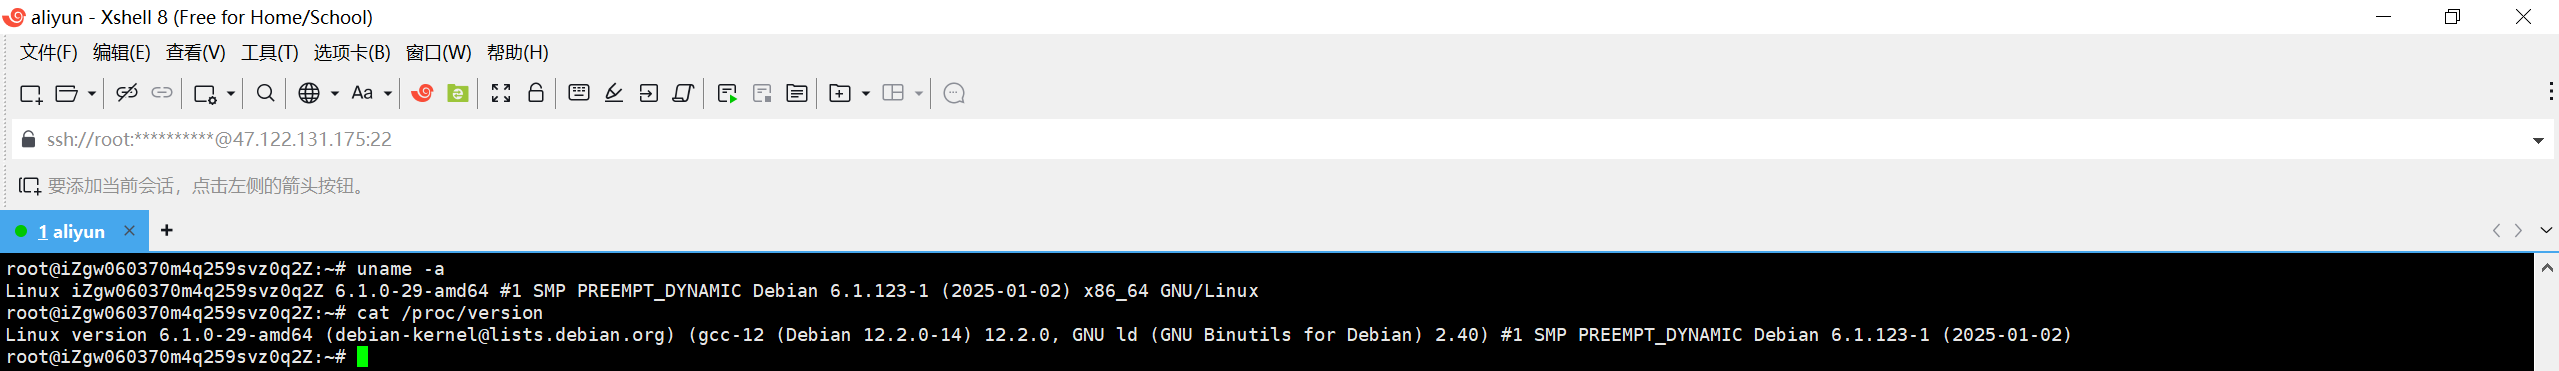 aliyun - Xshell 8 (Free for Home/School)
文件(F) 编辑(E) 查看(V) 工具(T) 选项卡(B) 窗口(W) 帮助(H)
Aa
ssh://root:**********@47.122.131.175:22
要添加当前会话，点击左侧的箭头按钮。
1 aliyun × +
root@iZgw060370m4q259svz0q2Z:~# uname -a
Linux iZgw060370m4q259svz0q2Z 6.1.0-29-amd64 #1 SMP PREEMPT_DYNAMIC Debian 6.1.123-1 (2025-01-02) x86_64 GNU/Linux
root@iZgw060370m4q259svz0q2Z:~# cat /proc/version
Linux version 6.1.0-29-amd64 (debian-kernel@lists.debian.org) (gcc-12 (Debian 12.2.0-14) 12.2.0, GNU ld (GNU Binutils for Debian) 2.40) #1 SMP PREEMPT_DYNAMIC Debian 6.1.123-1 (2025-01-02)
root@iZgw060370m4q259svz0q2Z:~#